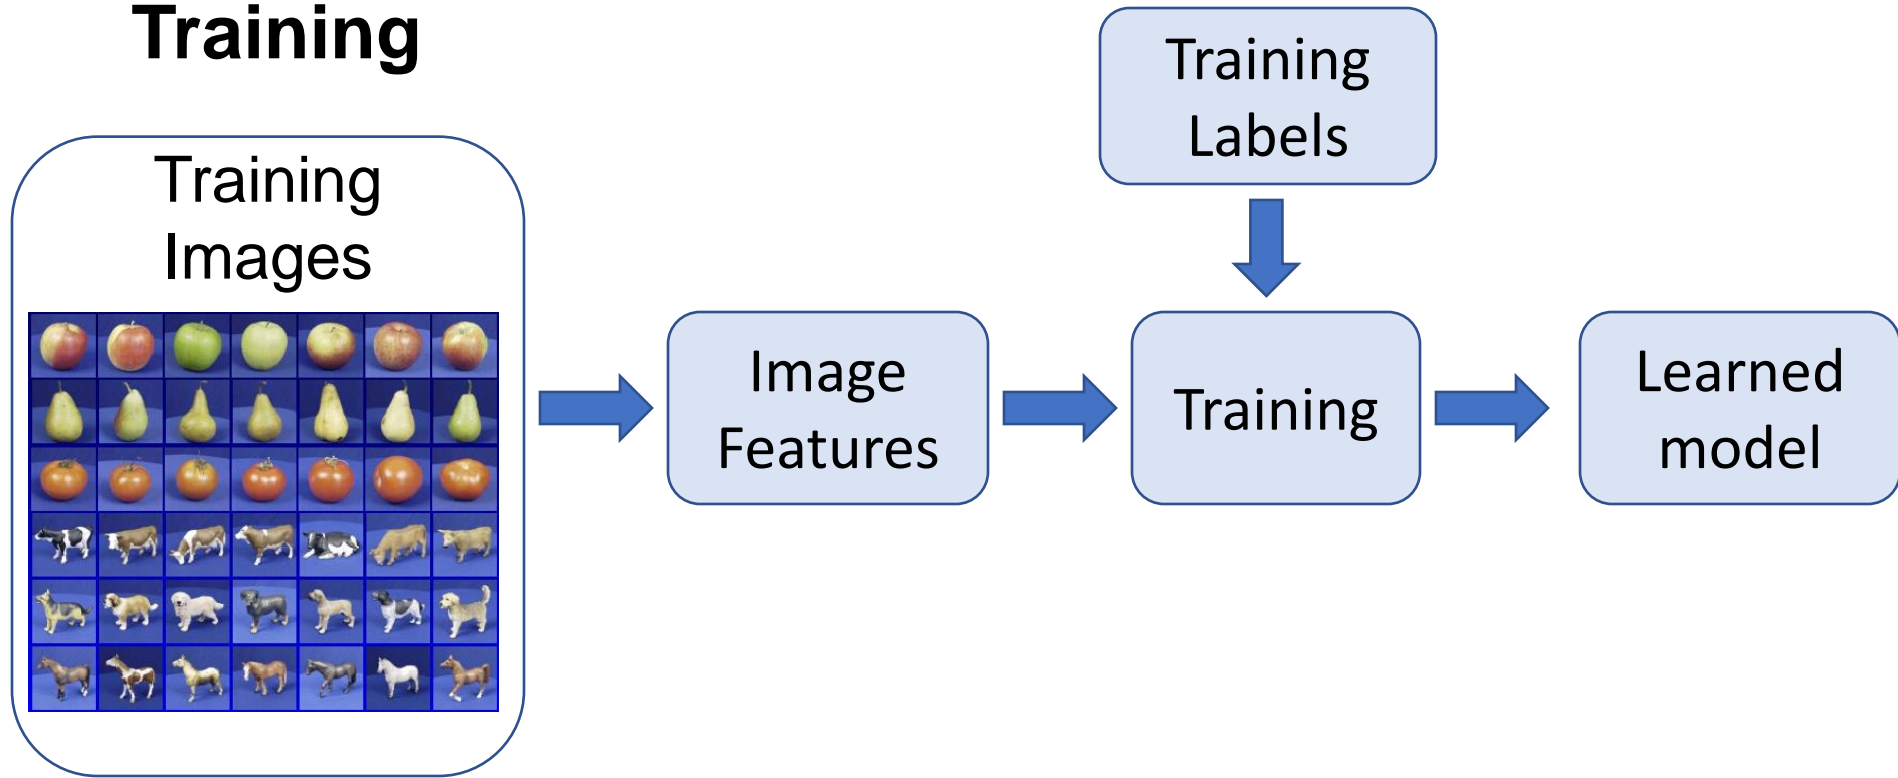 Training
Training
Images
Image
Features
Training
Labels
Training
Learned
model